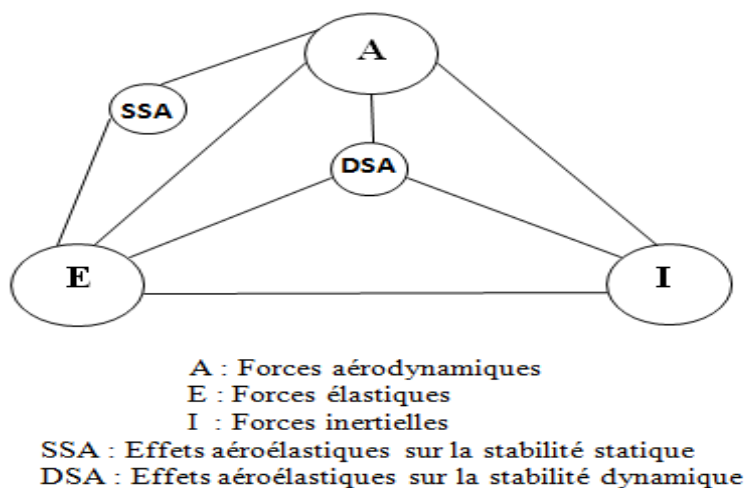 A
SSA
DSA
E
I
A : Forces aérodynamiques
E : Forces élastiques
I : Forces inertielles
SSA : Effets aéroélastiques sur la stabilité statique
DSA : Effets aéroélastiques sur la stabilité dynamique